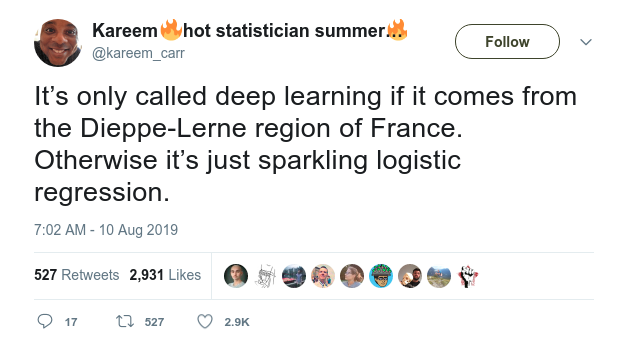 Kareem🔥hot statistician summer...🔥
@kareem_carr
Follow
It’s only called deep learning if it comes from
the Dieppe-Lerne region of France.
Otherwise it’s just sparkling logistic
regression.
7:02 AM - 10 Aug 2019
527 Retweets 2,931 Likes
17 527 2.9K